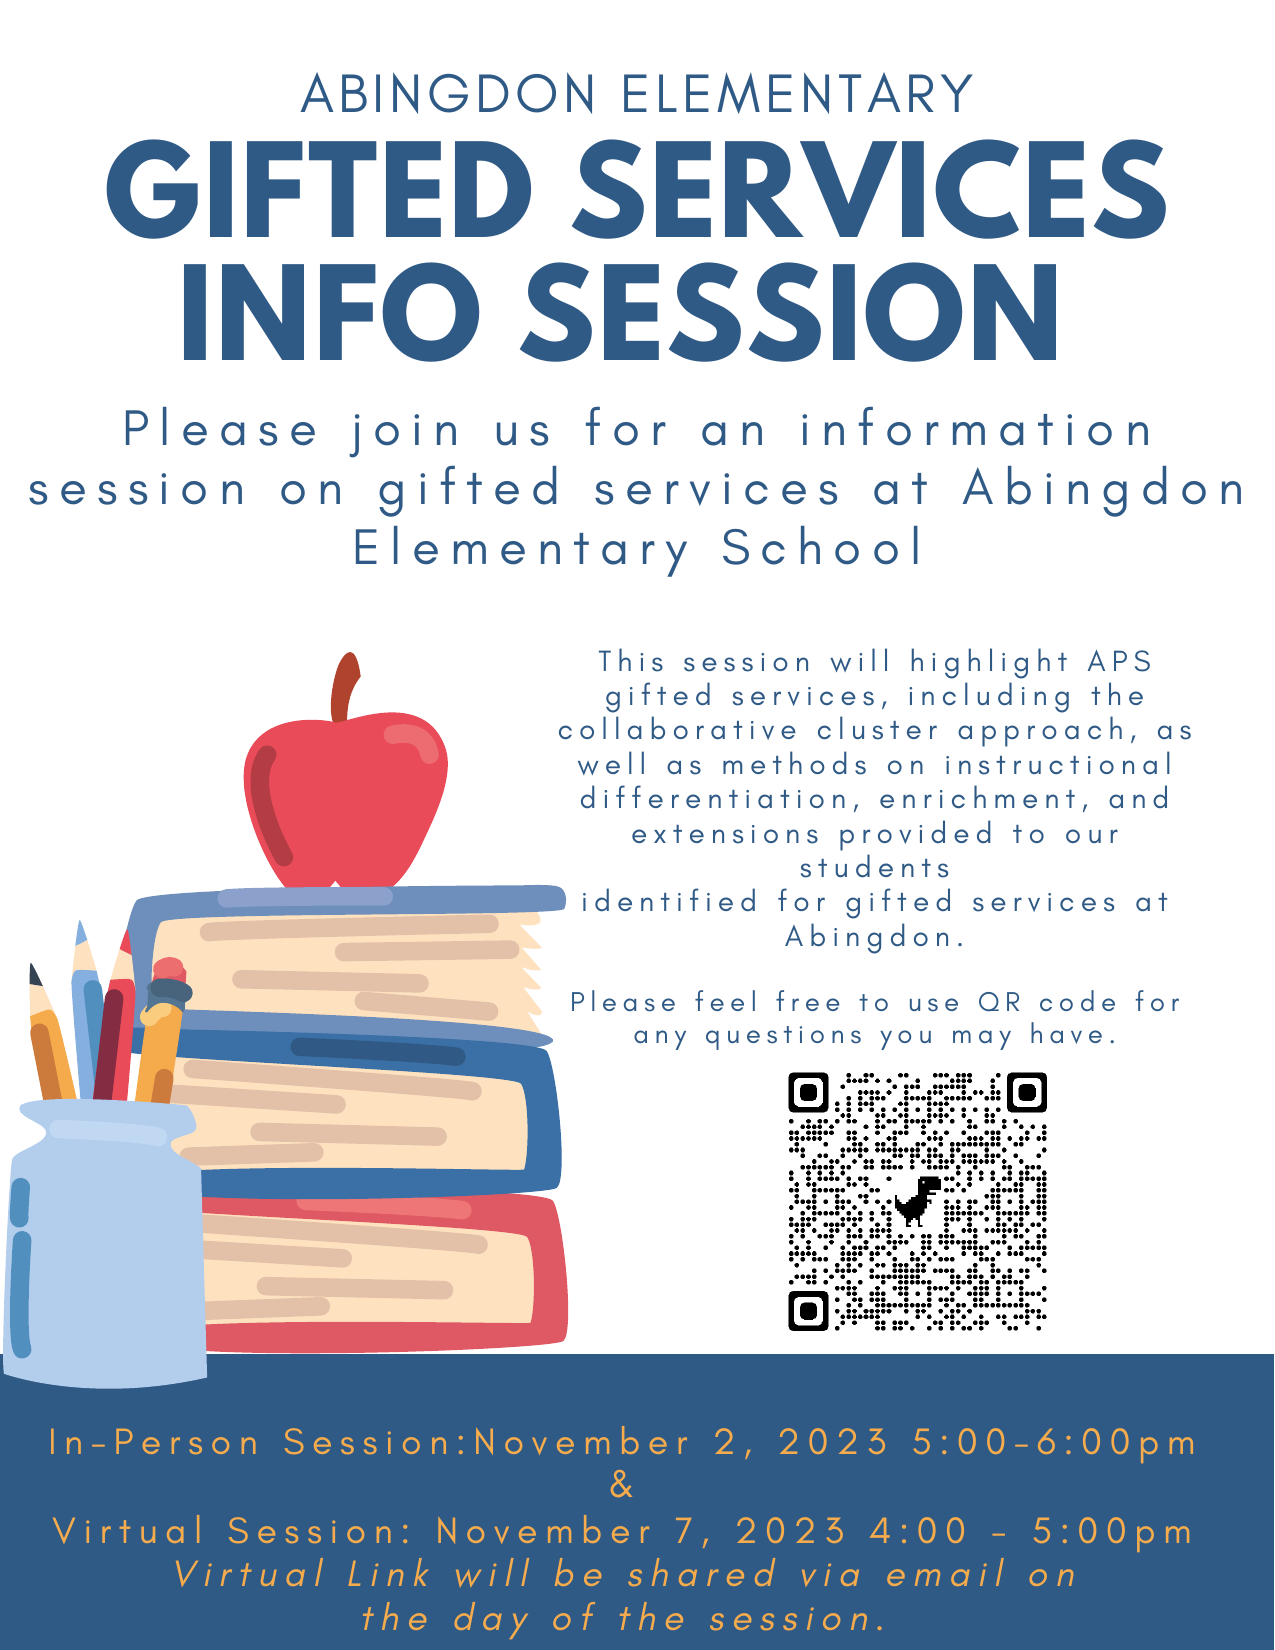 ABINGDON ELEMENTARY
GIFTED SERVICES
INFO SESSION
Please join us for an information
session on gifted services at Abingdon
Elementary School
This session will highlight APS
gifted services, including the
collaborative cluster approach, as
well as methods on instructional
differentiation, enrichment, and
extensions provided to our
students
identified for gifted services at
Abingdon.
Please feel free to use QR code for
any questions you may have.
In-Person Session:November 2, 2023 5:00-6:00pm
&
Virtual Session: November 7, 2023 4:00 - 5:00pm
Virtual Link will be shared via email on
the day of the session.